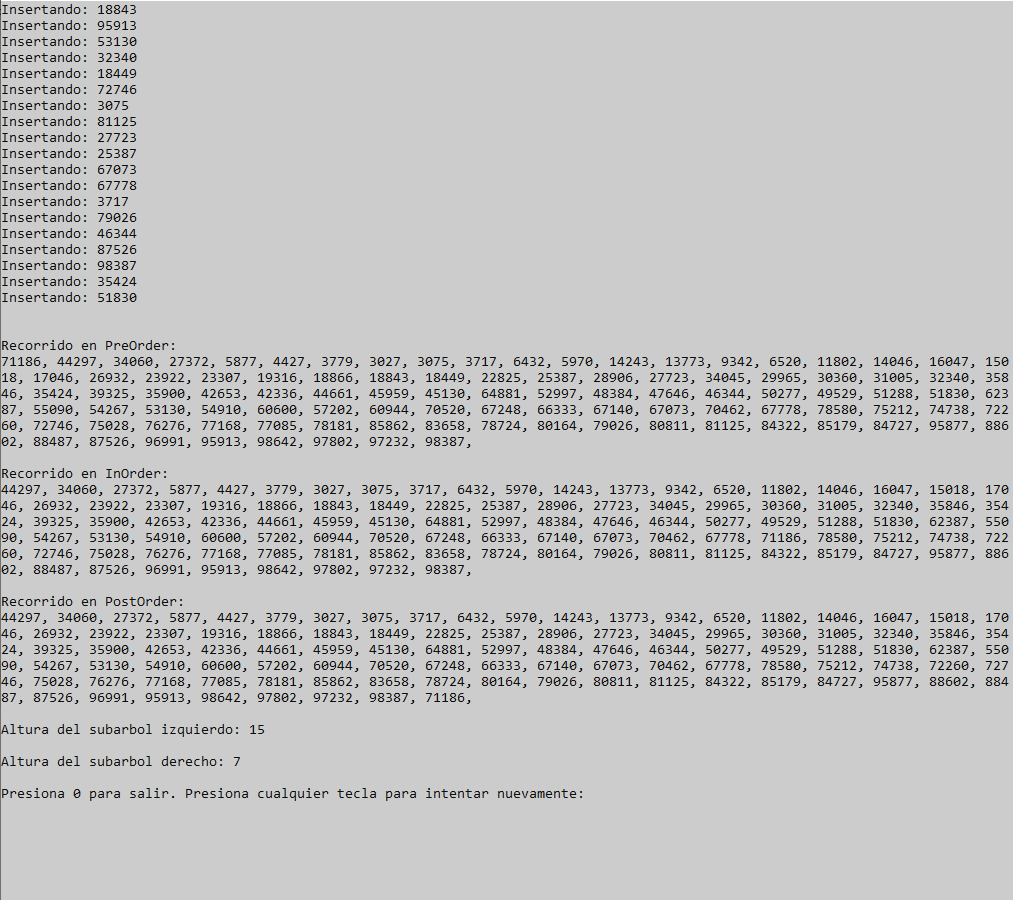 Insertando: 18843
Insertando: 95913
Insertando: 53130
Insertando: 32340
Insertando: 18449
Insertando: 72746
Insertando: 3075
Insertando: 81125
Insertando: 27723
Insertando: 25387
Insertando: 67073
Insertando: 67778
Insertando: 3717
Insertando: 79026
Insertando: 46344
Insertando: 87526
Insertando: 98387
Insertando: 35424
Insertando: 51830
Recorrido en PreOrder:
71186, 44297, 34060, 27372, 5877, 4427, 3779, 3027, 3075, 3717, 6432, 5970, 14243, 13773, 9342, 6520, 11802, 14046, 16047, 150
18, 17046, 26932, 23922, 23307, 19316, 18866, 18843, 18449, 22825, 25387, 28906, 27723, 34045, 29965, 30360, 31005, 32340, 358
46, 35424, 39325, 35900, 42653, 42336, 44661, 45959, 45130, 64881, 52997, 48384, 47646, 46344, 50277, 49529, 51288, 51830, 623
87, 55090, 54267, 53130, 54910, 60600, 57202, 60944, 70520, 67248, 66333, 67140, 67073, 70462, 67778, 78580, 75212, 74738, 722
60, 72746, 75028, 76276, 77168, 77085, 78181, 85862, 83658, 78724, 80164, 79026, 80811, 81125, 84322, 85179, 84727, 95877, 886
02, 88487, 87526, 96991, 95913, 98642, 97802, 97232, 98387,
Recorrido en InOrder:
44297, 34060, 27372, 5877, 4427, 3779, 3027, 3075, 3717, 6432, 5970, 14243, 13773, 9342, 6520, 11802, 14046, 16047, 15018, 170
46, 26932, 23922, 23307, 19316, 18866, 18843, 18449, 22825, 25387, 28906, 27723, 34045, 29965, 30360, 31005, 32340, 35846, 354
24, 39325, 35900, 42653, 42336, 44661, 45959, 45130, 64881, 52997, 48384, 47646, 46344, 50277, 49529, 51288, 51830, 62387, 550
90, 54267, 53130, 54910, 60600, 57202, 60944, 70520, 67248, 66333, 67140, 67073, 70462, 67778, 71186, 78580, 75212, 74738, 722
60, 72746, 75028, 76276, 77168, 77085, 78181, 85862, 83658, 78724, 80164, 79026, 80811, 81125, 84322, 85179, 84727, 95877, 886
02, 88487, 87526, 96991, 95913, 98642, 97802, 97232, 98387,
Recorrido en PostOrder:
44297, 34060, 27372, 5877, 4427, 3779, 3027, 3075, 3717, 6432, 5970, 14243, 13773, 9342, 6520, 11802, 14046, 16047, 15018, 170
46, 26932, 23922, 23307, 19316, 18866, 18843, 18449, 22825, 25387, 28906, 27723, 34045, 29965, 30360, 31005, 32340, 35846, 354
24, 39325, 35900, 42653, 42336, 44661, 45959, 45130, 64881, 52997, 48384, 47646, 46344, 50277, 49529, 51288, 51830, 62387, 550
90, 54267, 53130, 54910, 60600, 57202, 60944, 70520, 67248, 66333, 67140, 67073, 70462, 67778, 78580, 75212, 74738, 72260, 727
46, 75028, 76276, 77168, 77085, 78181, 85862, 83658, 78724, 80164, 79026, 80811, 81125, 84322, 85179, 84727, 95877, 88602, 884
87, 87526, 96991, 95913, 98642, 97802, 97232, 98387, 71186,
Altura del subarbol izquierdo: 15
Altura del subarbol derecho: 7
Presiona 0 para salir. Presiona cualquier tecla para intentar nuevamente: